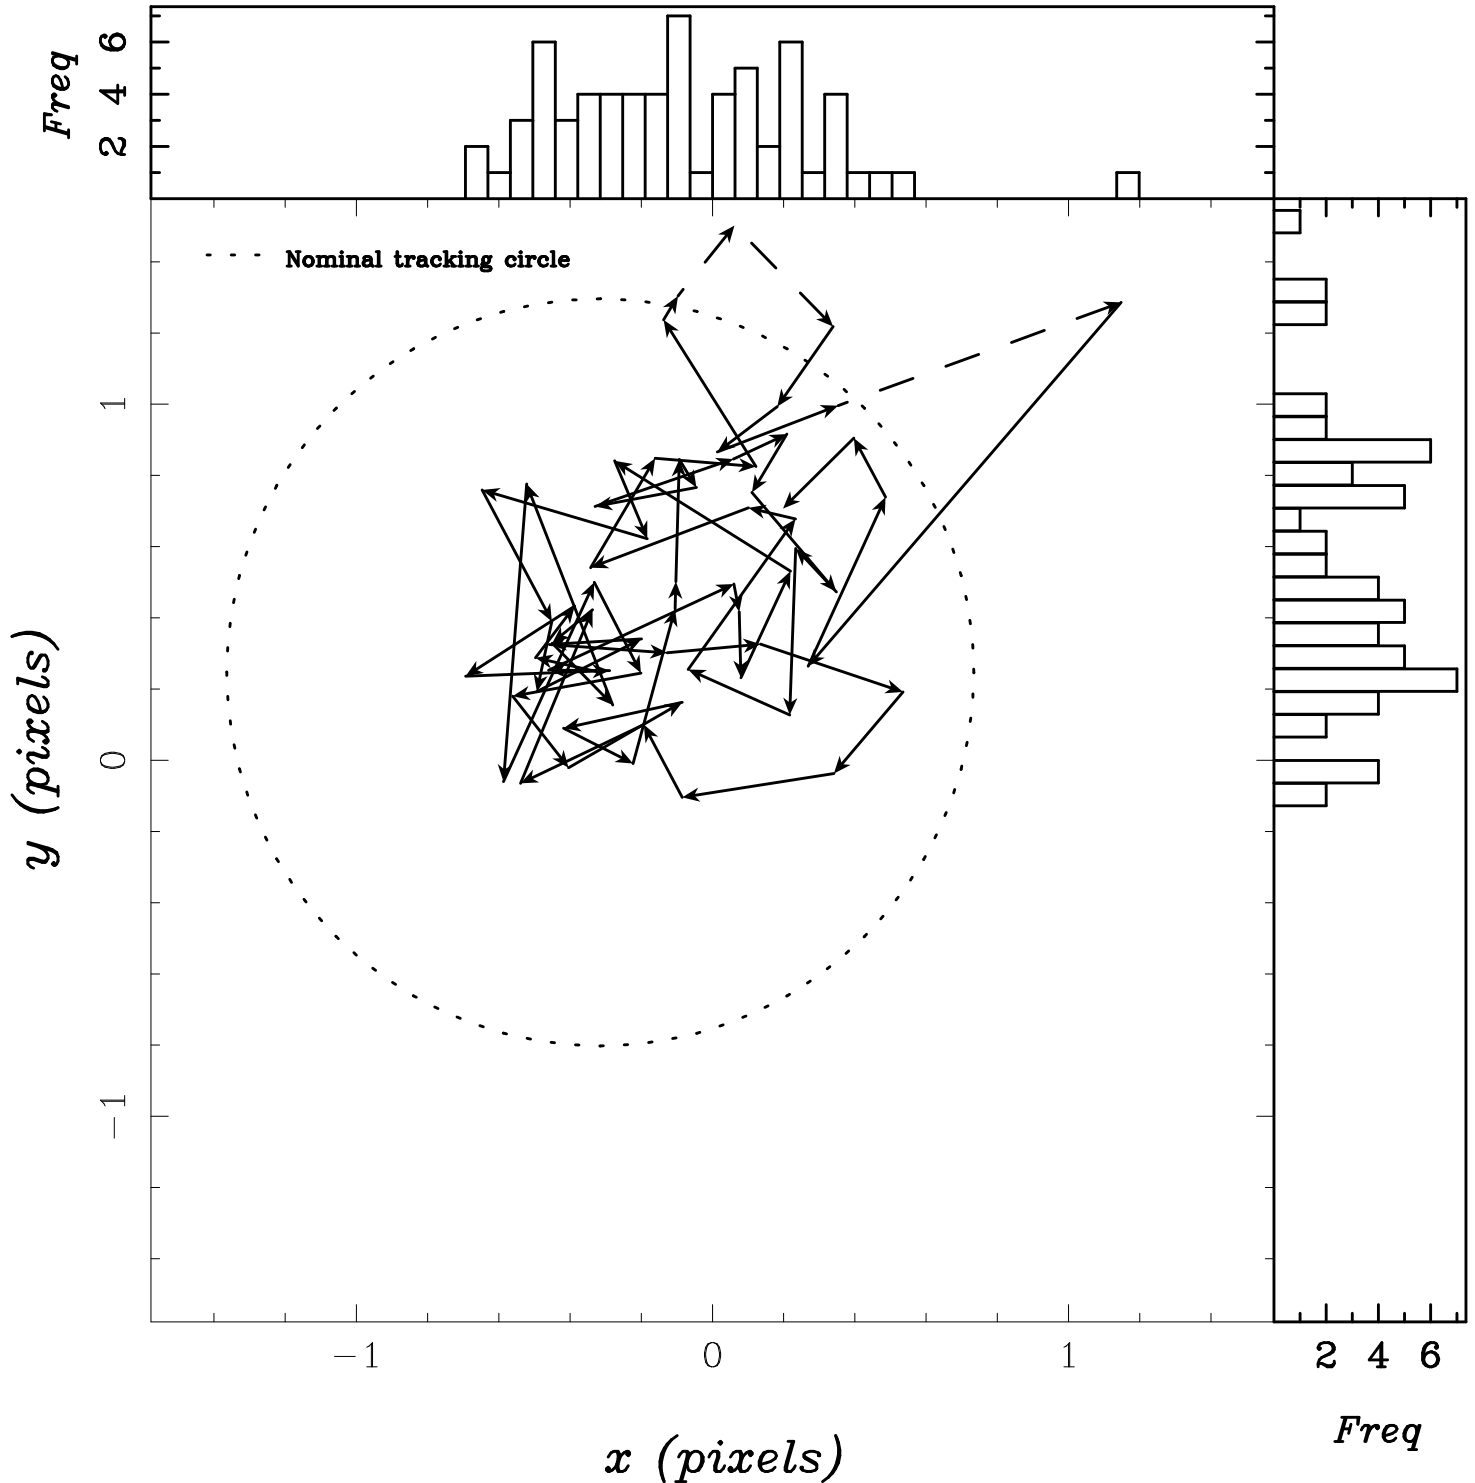 Freq
6
4
2
Nominal tracking circle
y (pixels)
1
0
−1
−1 0 1
x (pixels)
2 4 6
Freq